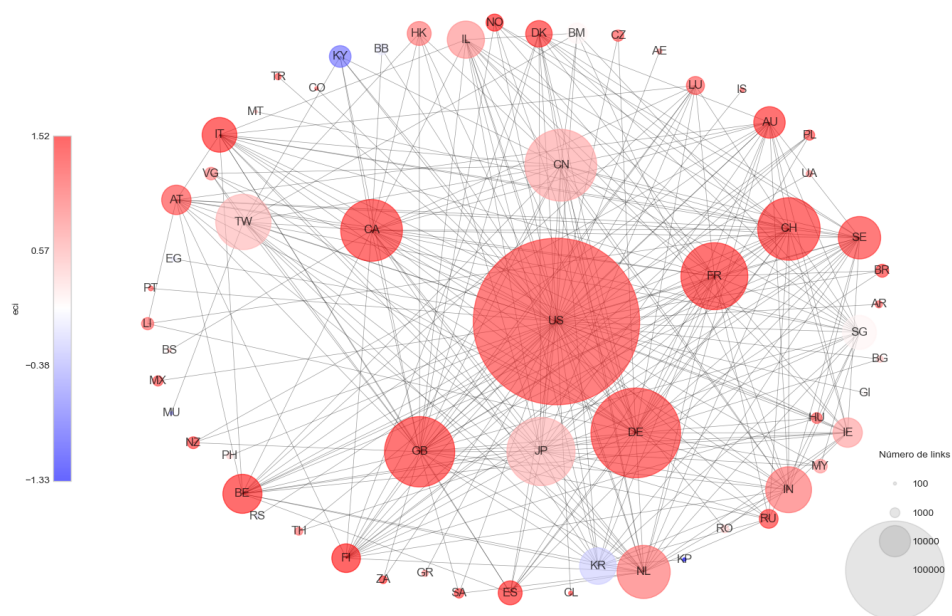 NO
DK
BM
CZ
AE
HK
IL
BB
KY
TR
CO
MT
LU
IS
AU
PL
UA
IT
VG
CN
AT
TW
CA
CH
SE
FR
BR
AR
SG
BG
GI
EG
PT
LI
BS
MX
MU
US
NZ
PH
GB
JP
DE
HU
IE
MY
IN
RU
RO
BE
RS
TH
FI
ZA
GR
SA
ES
CL
KR
NL
KP
1.52
0.57
−0.38
−1.33
eci
Número de links
100
1000
10000
100000